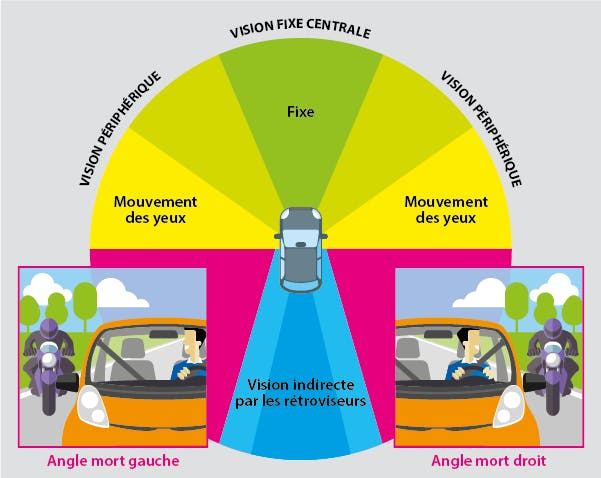 VISION FIXE CENTRALE
VISION PÉRIPHÉRIQUE
VISION PÉRIPHÉRIQUE
Fixe
Mouvement
des yeux
Mouvement
des yeux
Vision indirecte
par les rétroviseurs
Angle mort gauche
Angle mort droit